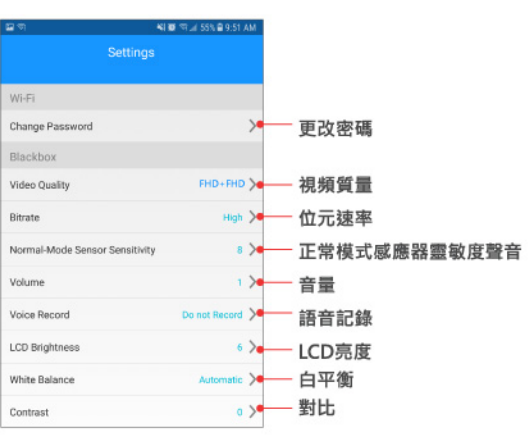 55% 9:51 AM
Settings
Wi-Fi
Change Password 更改密碼
Blackbox
Video Quality FHD+FHD 視頻質量
Bitrate High 位元速率
Normal-Mode Sensor Sensitivity 8 正常模式感應器靈敏度聲音
Volume 1 音量
Voice Record Do not Record 語音記錄
LCD Brightness 6 LCD亮度
White Balance Automatic 白平衡
Contrast 0 對比